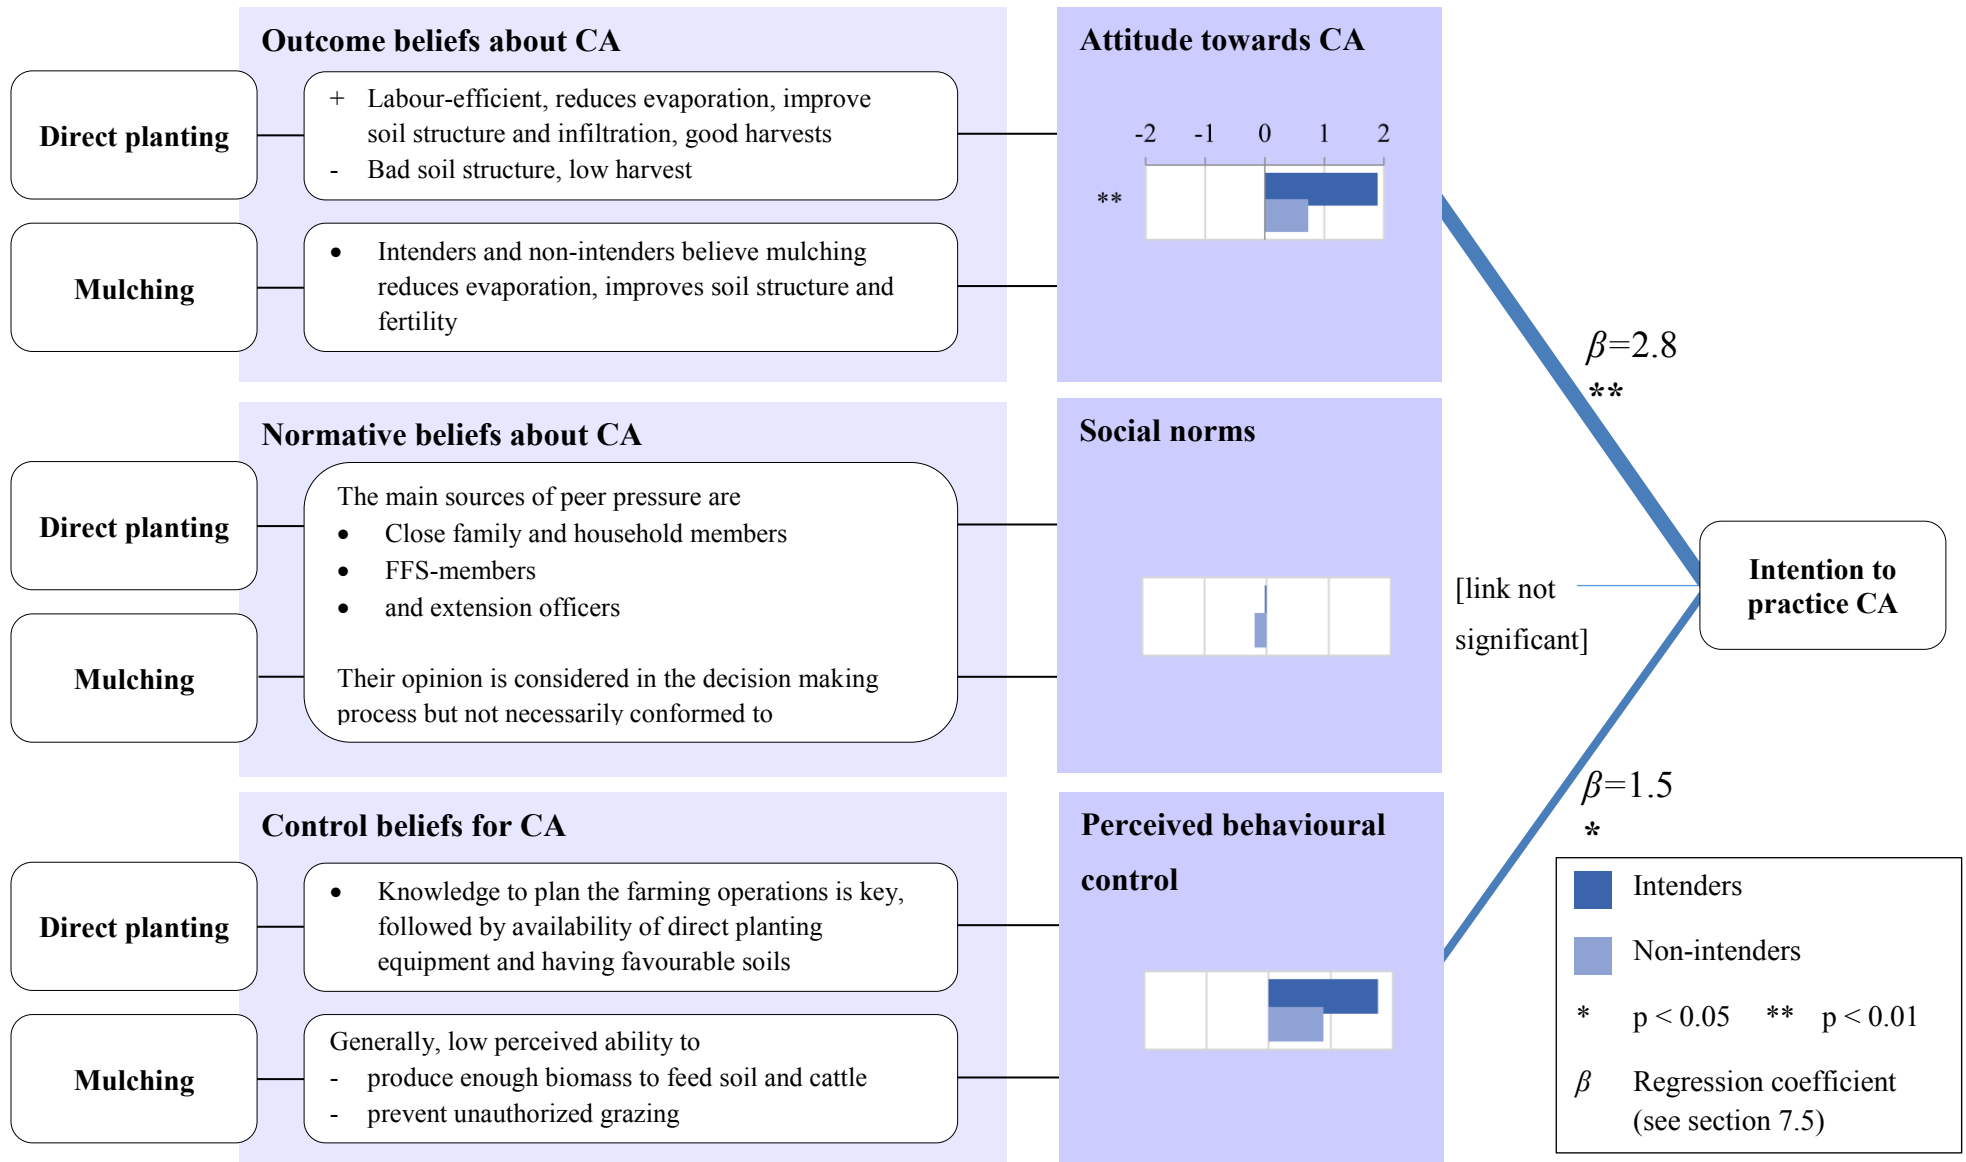 Outcome beliefs about CA
Direct planting
+ Labour-efficient, reduces evaporation, improve
soil structure and infiltration, good harvests
- Bad soil structure, low harvest
Mulching
• Intenders and non-intenders believe mulching
reduces evaporation, improves soil structure and
fertility
Attitude towards CA
-2 -1 0 1 2
**
β=2.8
**
Normative beliefs about CA
Direct planting
Mulching
The main sources of peer pressure are
• Close family and household members
• FFS-members
• and extension officers
Their opinion is considered in the decision making
process but not necessarily conformed to
Social norms
[link not
significant]
Intention to
practice CA
Control beliefs for CA
Direct planting
• Knowledge to plan the farming operations is key,
followed by availability of direct planting
equipment and having favourable soils
Mulching
Generally, low perceived ability to
- produce enough biomass to feed soil and cattle
- prevent unauthorized grazing
Perceived behavioural
control
β=1.5
*
Intenders
Non-intenders
* p < 0.05 ** p < 0.01
β Regression coefficient
(see section 7.5)